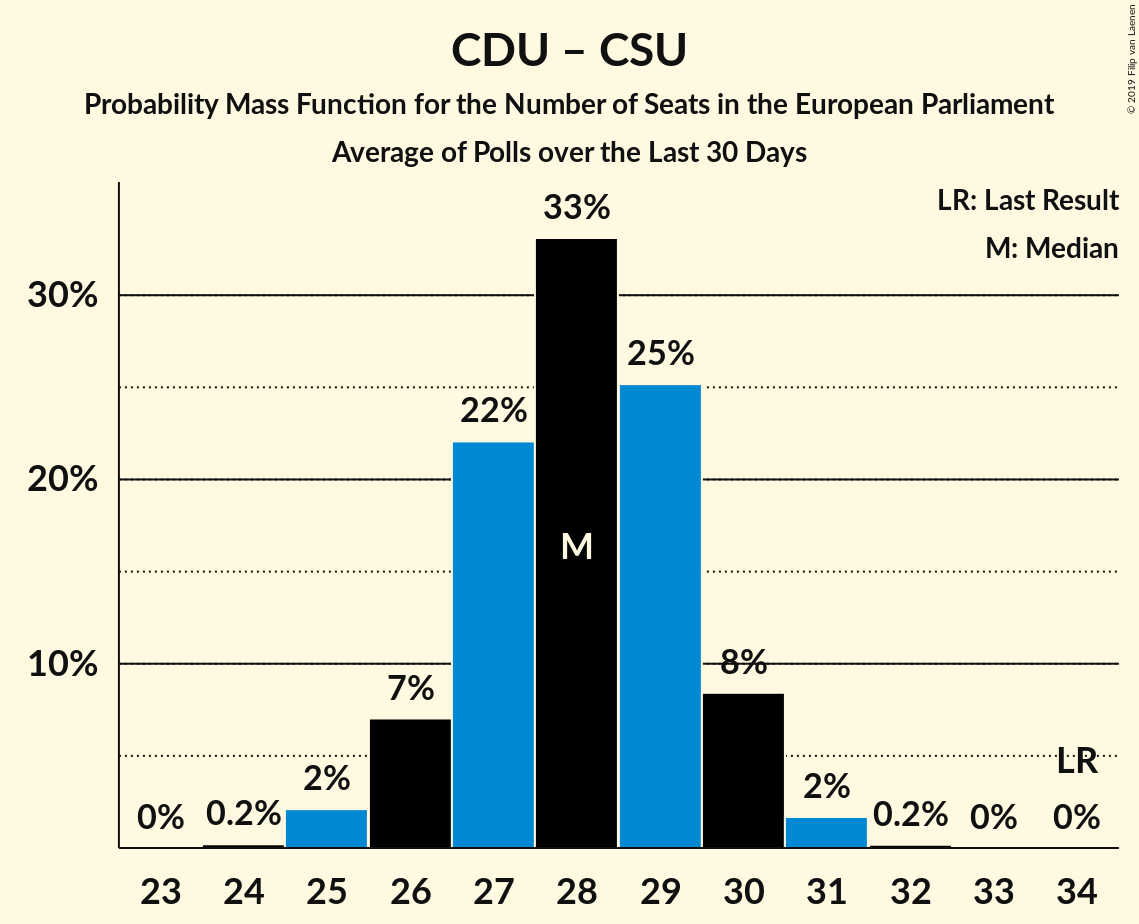 CDU – CSU
Probability Mass Function for the Number of Seats in the European Parliament
Average of Polls over the Last 30 Days
© 2019 Filip van Laenen
LR: Last Result
M: Median
33%
30%
25%
22%
20%
M
10%
8%
7%
LR
2%
2%
0%
0.2%
0.2%
0%
0%
23 24 25 26 27 28 29 30 31 32 33 34